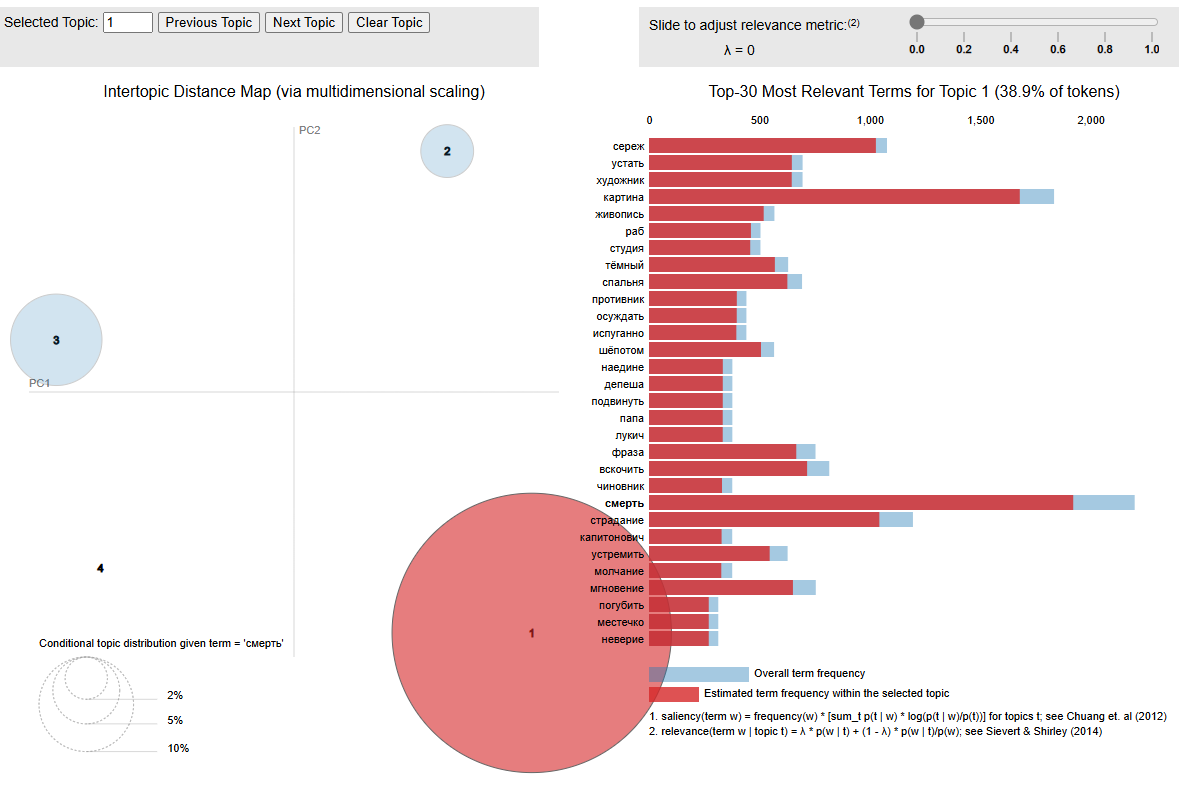 Selected Topic: 1 Previous Topic Next Topic Clear Topic
Slide to adjust relevance metric:(2)
λ = 0
0.0 0.2 0.4 0.6 0.8 1.0
Intertopic Distance Map (via multidimensional scaling)
PC2
2
3
PC1
4
1
Conditional topic distribution given term = 'смерть'
2%
5%
10%
Top-30 Most Relevant Terms for Topic 1 (38.9% of tokens)
0 500 1,000 1,500 2,000
сереж
устать
художник
картина
живопись
раб
студия
тёмный
спальня
противник
осуждать
испуганно
шёпотом
наедине
депеша
подвинуть
папа
лукич
фраза
вскочить
чиновник
смерть
страдание
капитонович
устремить
молчание
мгновение
погубить
местечко
неверие
Overall term frequency
Estimated term frequency within the selected topic
1. saliency(term w) = frequency(w) * [sum_t p(t | w) * log(p(t | w)/p(t))] for topics t; see Chuang et. al (2012)
2. relevance(term w | topic t) = λ * p(w | t) + (1 - λ) * p(w | t)/p(w); see Sievert & Shirley (2014)